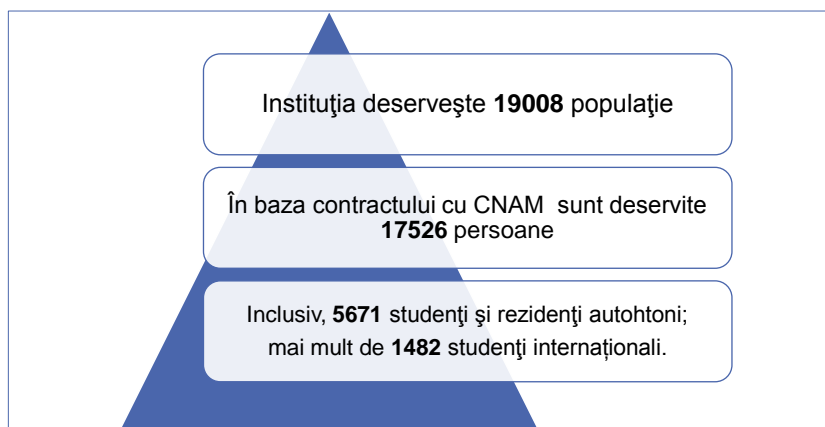 Instituţia deserveşte 19008 populaţie
În baza contractului cu CNAM sunt deservite
17526 persoane
Inclusiv, 5671 studenţi şi rezidenţi autohtoni;
mai mult de 1482 studenţi internaționali.